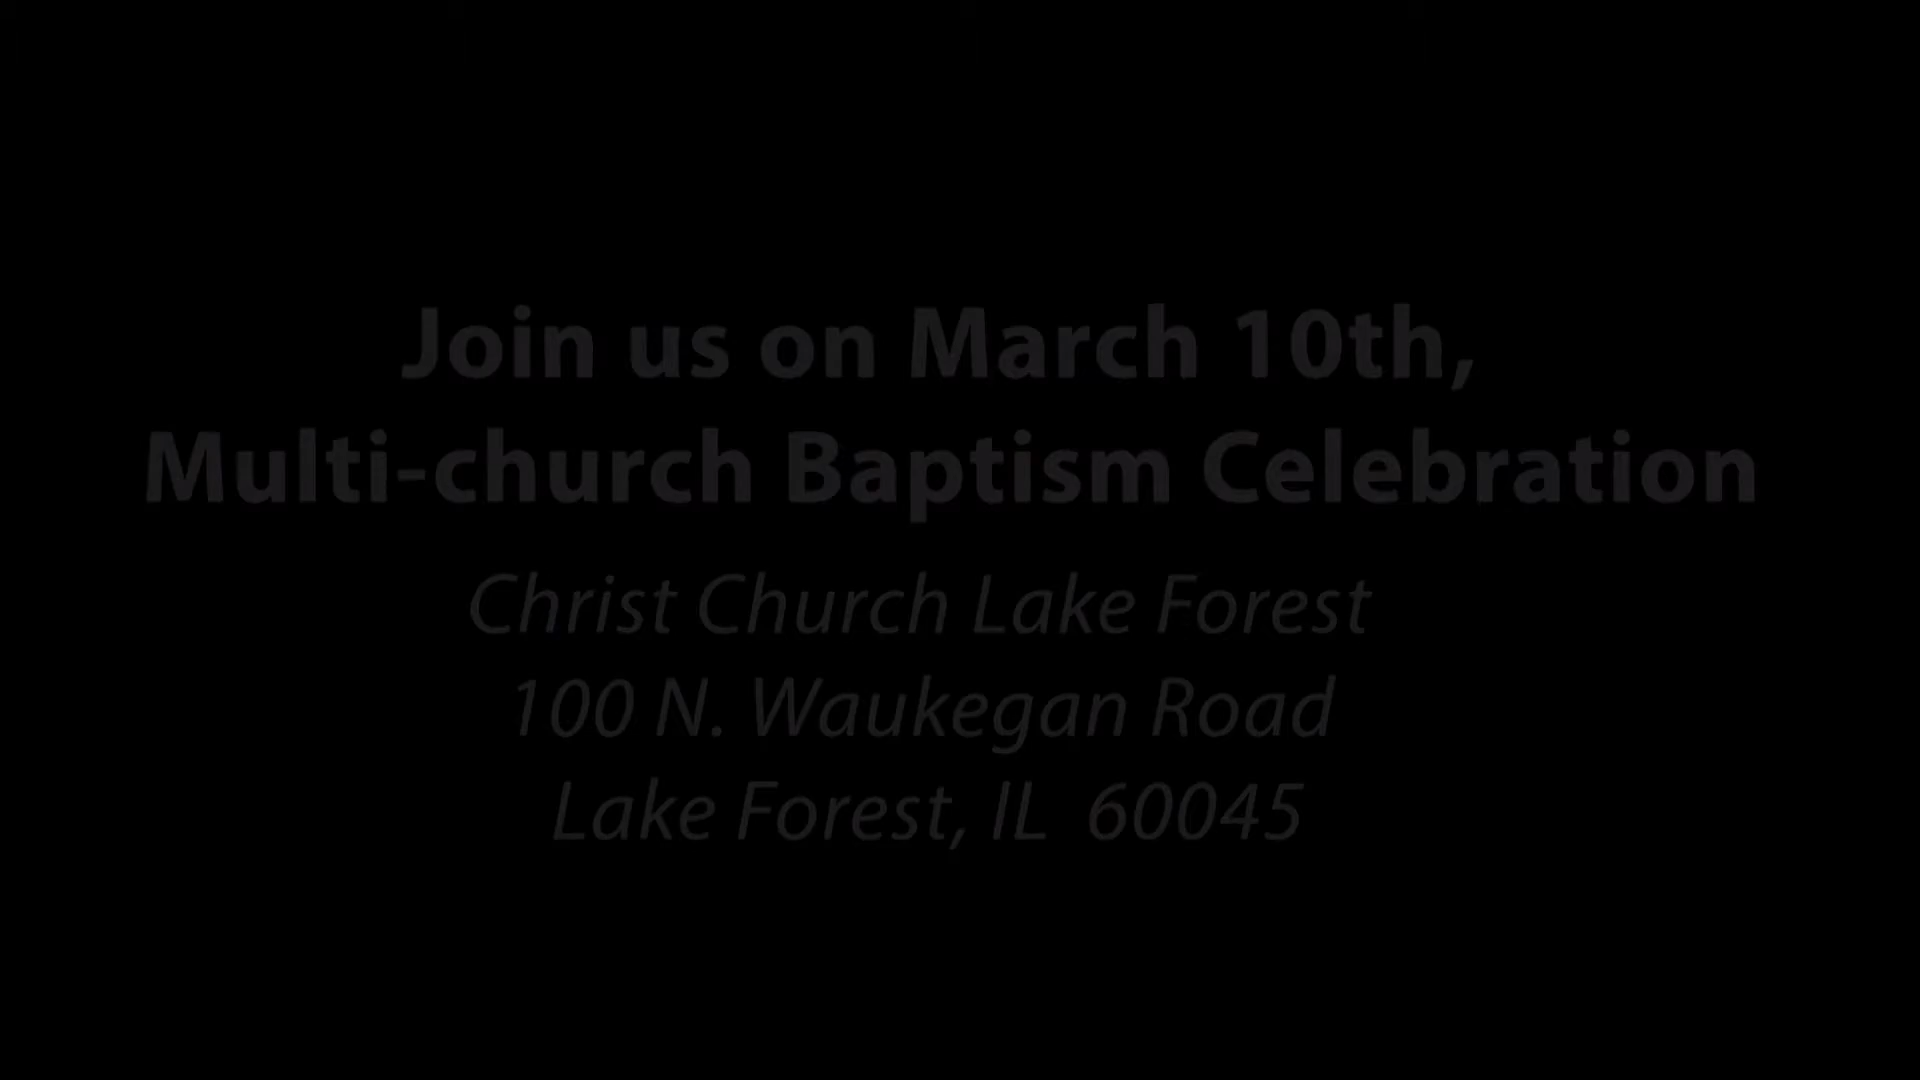 Join us on March 10th,
Multi-church Baptism Celebration
Christ Church Lake Forest
100 N. Waukegan Road
Lake Forest, IL  60045